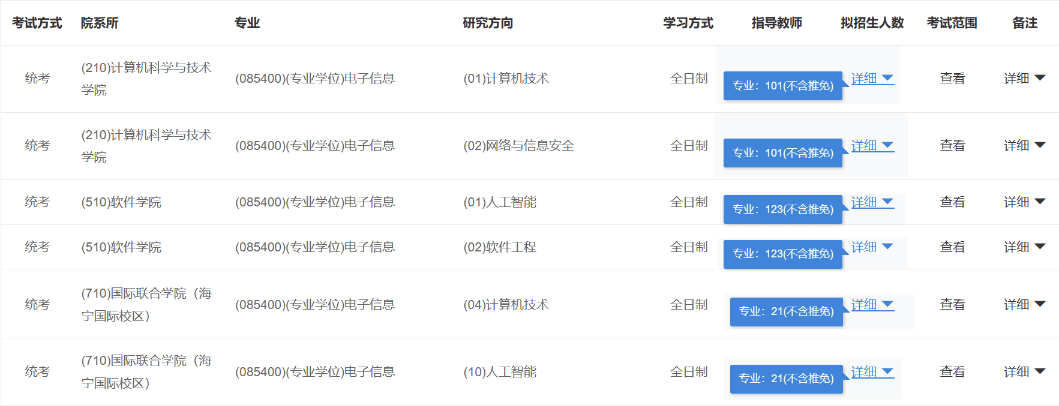 考试方式 院系所 专业 研究方向 学习方式 指导教师 拟招生人数 考试范围 备注
统考 (210)计算机科学与技术学院 (085400)(专业学位)电子信息 (01)计算机技术 全日制 专业：101(不含推免) 详细 查看 详细
统考 (210)计算机科学与技术学院 (085400)(专业学位)电子信息 (02)网络与信息安全 全日制 专业：101(不含推免) 详细 查看 详细
统考 (510)软件学院 (085400)(专业学位)电子信息 (01)人工智能 全日制 专业：123(不含推免) 详细 查看 详细
统考 (510)软件学院 (085400)(专业学位)电子信息 (02)软件工程 全日制 专业：123(不含推免) 详细 查看 详细
统考 (710)国际联合学院（海宁国际校区） (085400)(专业学位)电子信息 (04)计算机技术 全日制 专业：21(不含推免) 详细 查看 详细
统考 (710)国际联合学院（海宁国际校区） (085400)(专业学位)电子信息 (10)人工智能 全日制 专业：21(不含推免) 详细 查看 详细